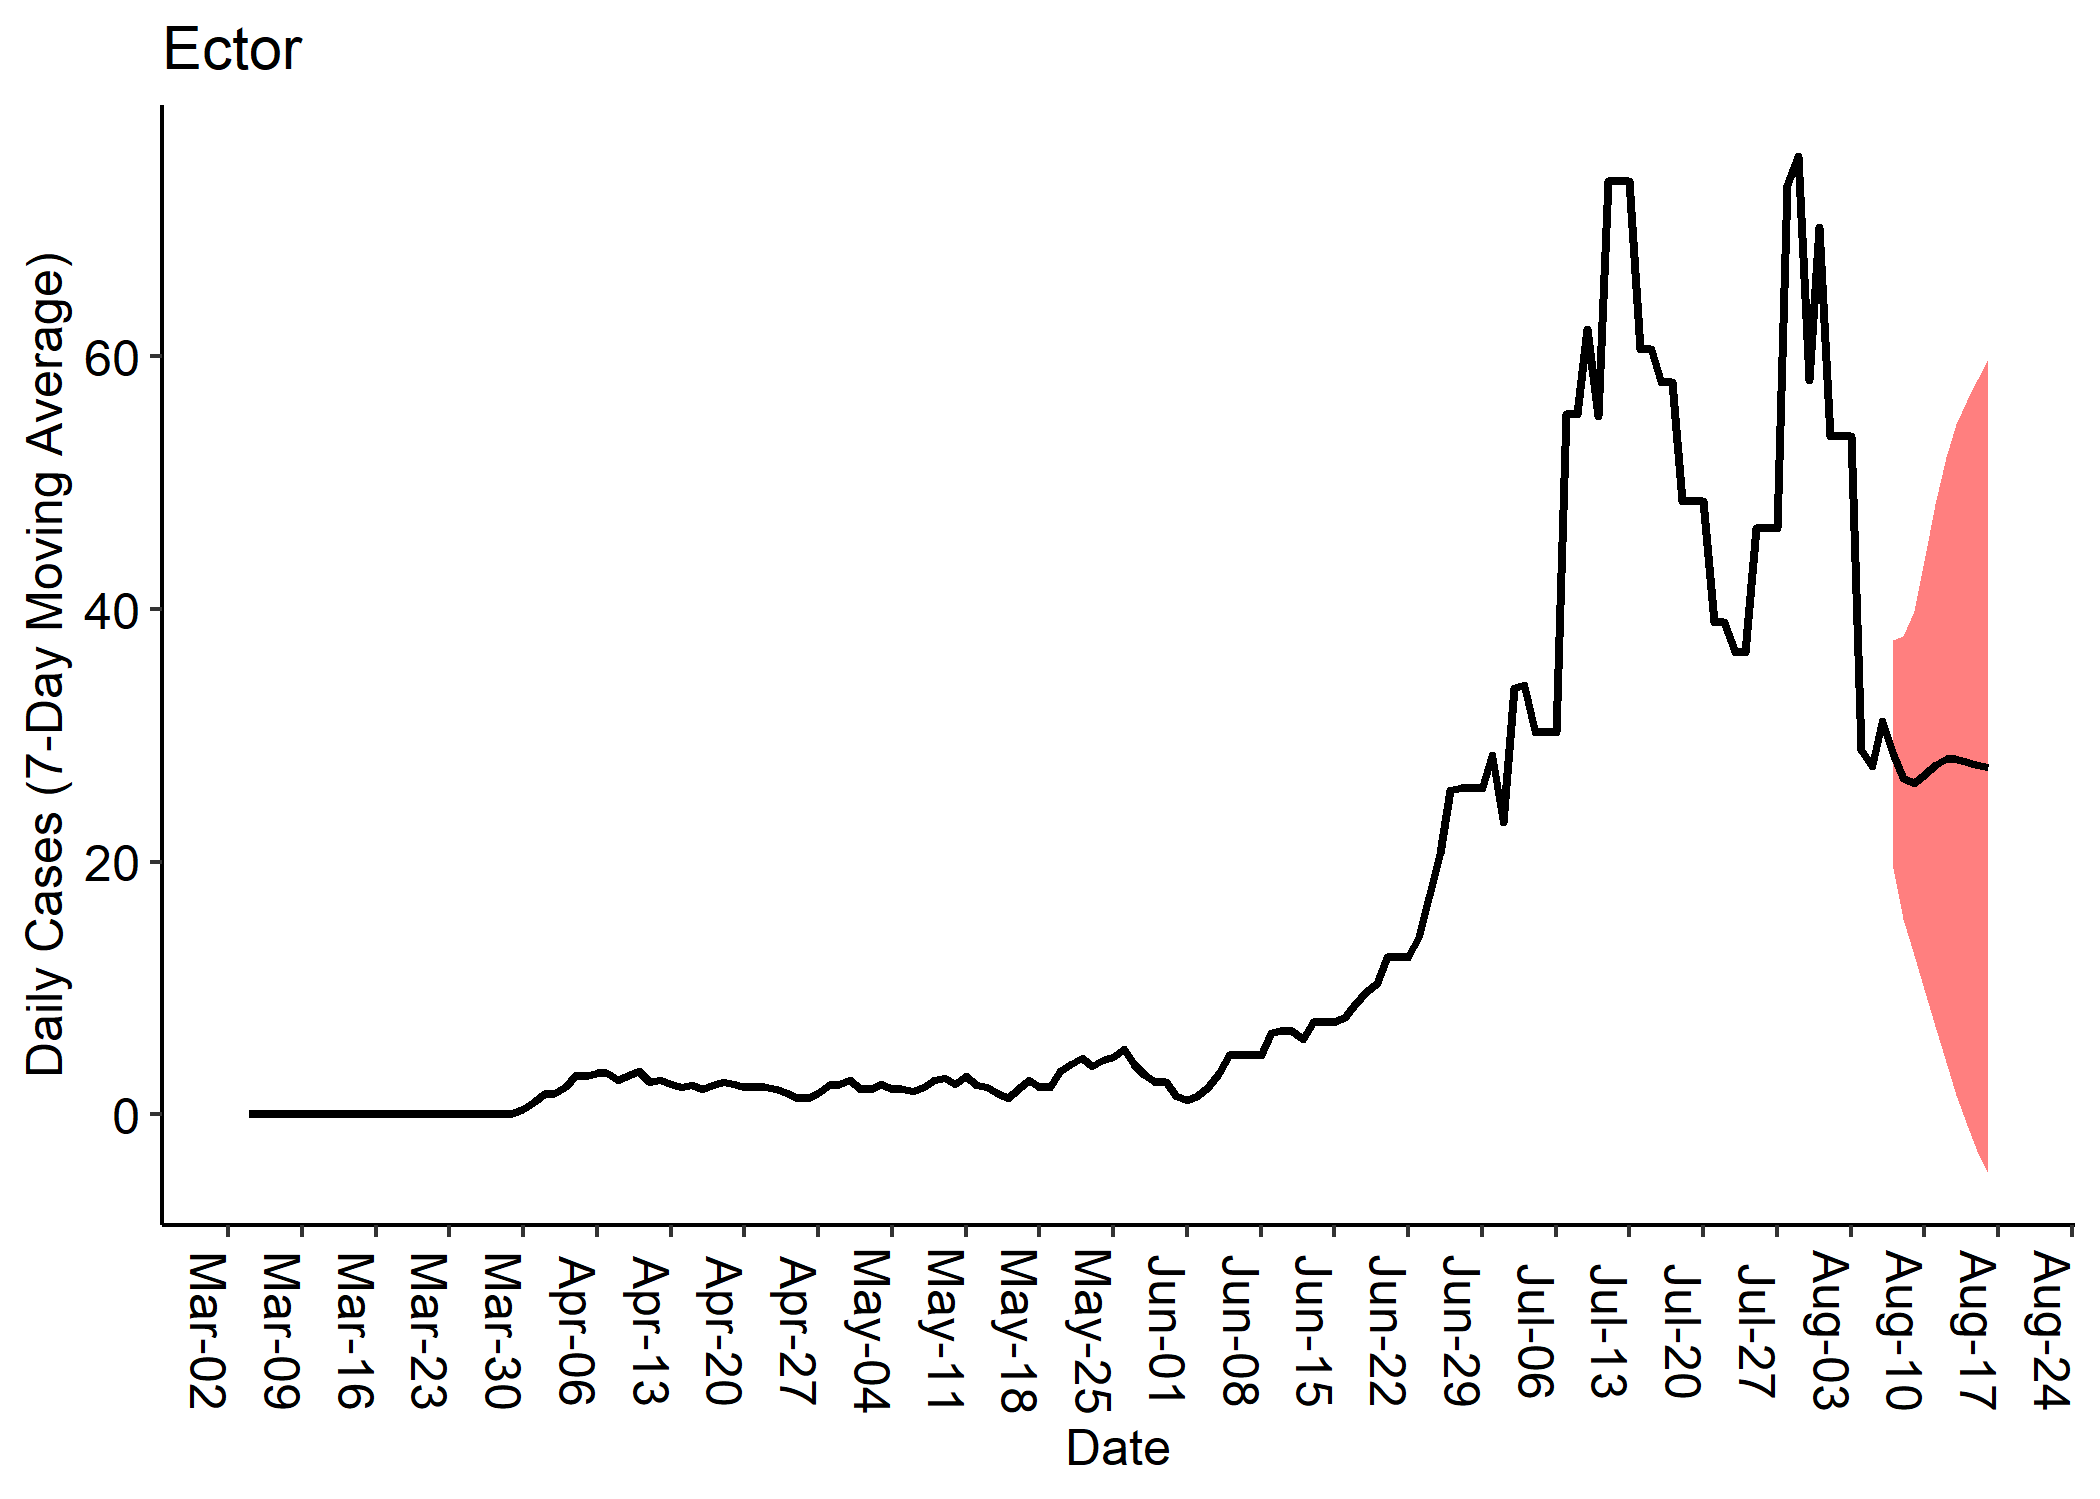 Ector
Daily Cases (7-Day Moving Average)
60
40
20
0
Mar-02
Mar-09
Mar-16
Mar-23
Mar-30
Apr-06
Apr-13
Apr-20
Apr-27
May-04
May-11
May-18
May-25
Jun-01
Jun-08
Jun-15
Jun-22
Jun-29
Jul-06
Jul-13
Jul-20
Jul-27
Aug-03
Aug-10
Aug-17
Aug-24
Date